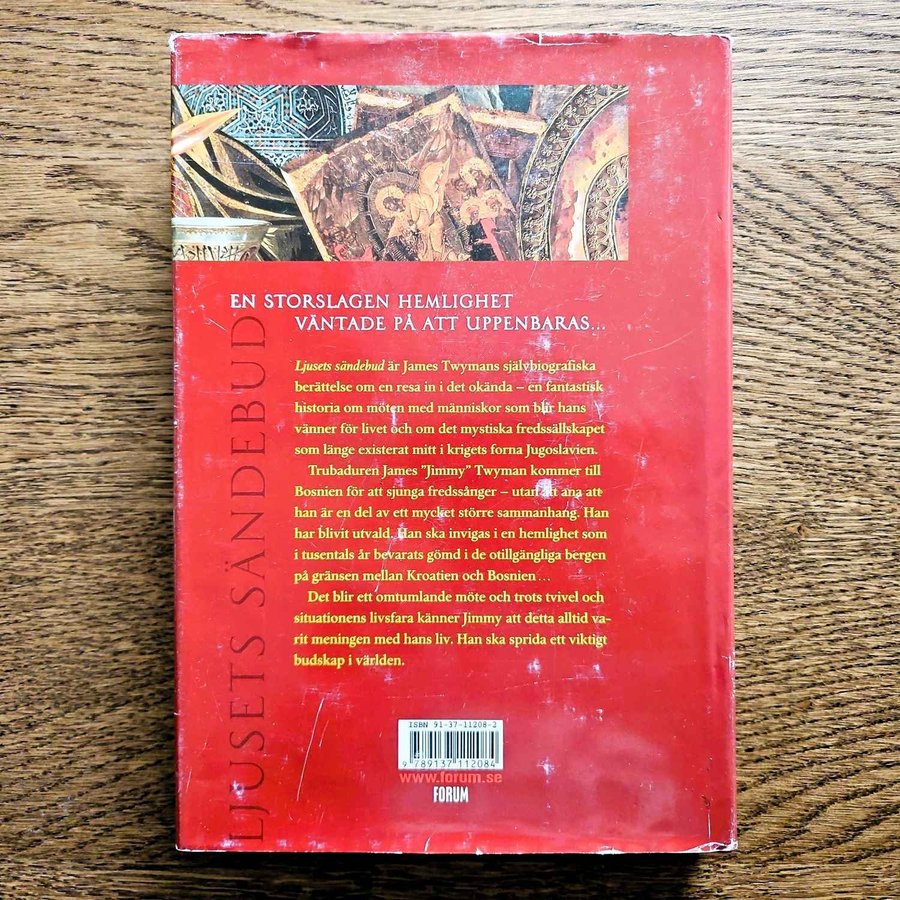 EN STORSLAGEN HEMLIGHET
VÄNTADE PÅ ATT UPPENBARAS...
LJUSETS SÄNDEBUD
Ljusets sändebud är James Twymans självbiografiska
berättelse om en resa in i det okända – en fantastisk
historia om möten med människor som blir hans
vänner för livet och om det mystiska fredssällskapet
som länge existerat mitt i krigets forna Jugoslavien.
Trubaduren James ”Jimmy” Twyman kommer till
Bosnien för att sjunga fredssånger – utan att ana att
han är en del av ett mycket större sammanhang. Han
har blivit utvald. Han ska invigas i en hemlighet som
i tusentals år bevarats gömd i de otillgängliga bergen
på gränsen mellan Kroatien och Bosnien ...
Det blir ett omtumlande möte och trots tvivel och
situationens livsfara känner Jimmy att detta alltid va-
rit meningen med hans liv. Han ska sprida ett viktigt
budskap i världen.
ISBN 91-37-11208-2
9 789137 112084
www.forum.se
FORUM